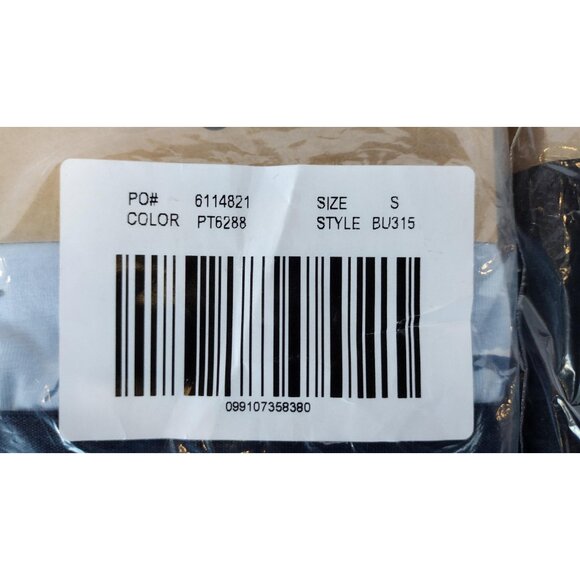 PO# 6114821 SIZE S
COLOR PT6288 STYLE BU315
099107358380